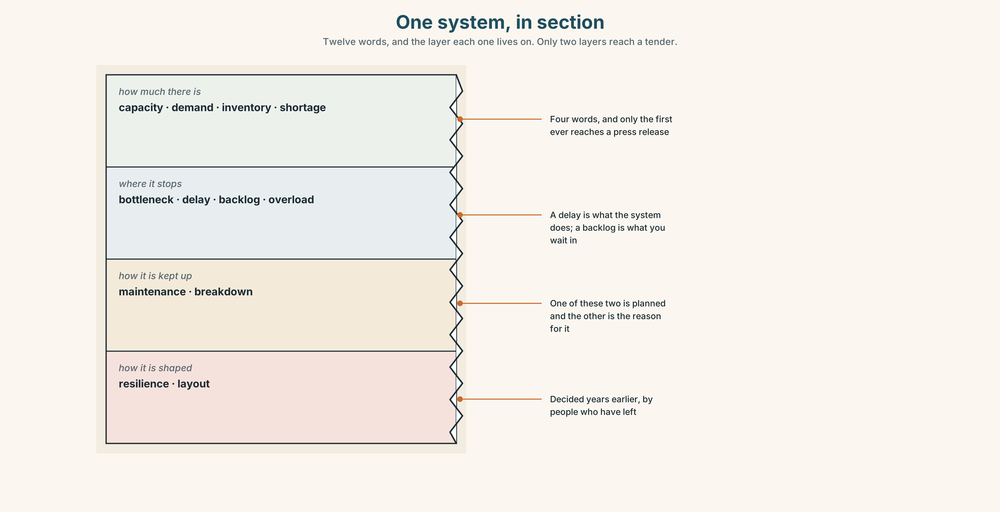 One system, in section
Twelve words, and the layer each one lives on. Only two layers reach a tender.
how much there is
capacity · demand · inventory · shortage
Four words, and only the first
ever reaches a press release
where it stops
bottleneck · delay · backlog · overload
A delay is what the system
does; a backlog is what you
wait in
how it is kept up
maintenance · breakdown
One of these two is planned
and the other is the reason
for it
how it is shaped
resilience · layout
Decided years earlier, by
people who have left